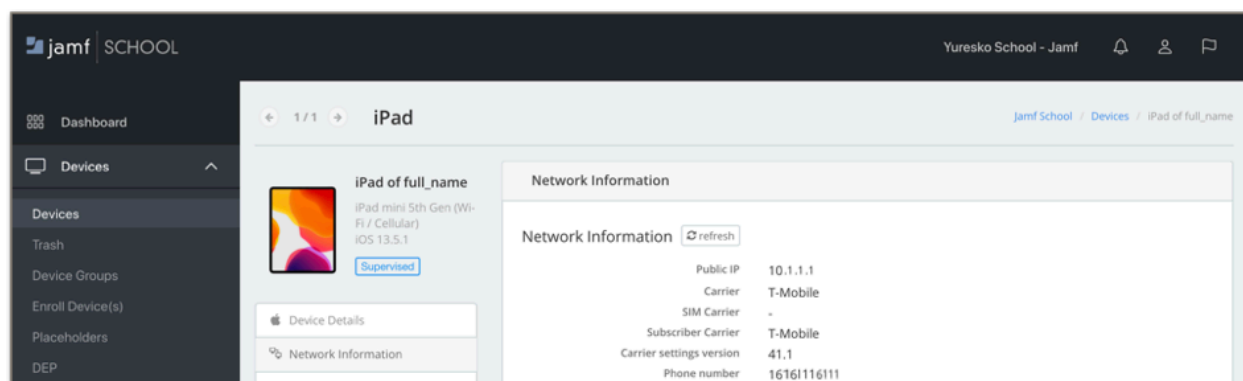 jamf SCHOOL
Yuresko School - Jamf
Dashboard
Devices
Devices
Trash
Device Groups
Enroll Device(s)
Placeholders
DEP
1/1 iPad
Jamf School / Devices / iPad of full_name
iPad of full_name
iPad mini 5th Gen (Wi-
Fi / Cellular)
iOS 13.5.1
Supervised
Device Details
Network Information
Network Information
Network Information refresh
Public IP 10.1.1.1
Carrier T-Mobile
SIM Carrier -
Subscriber Carrier T-Mobile
Carrier settings version 41.1
Phone number